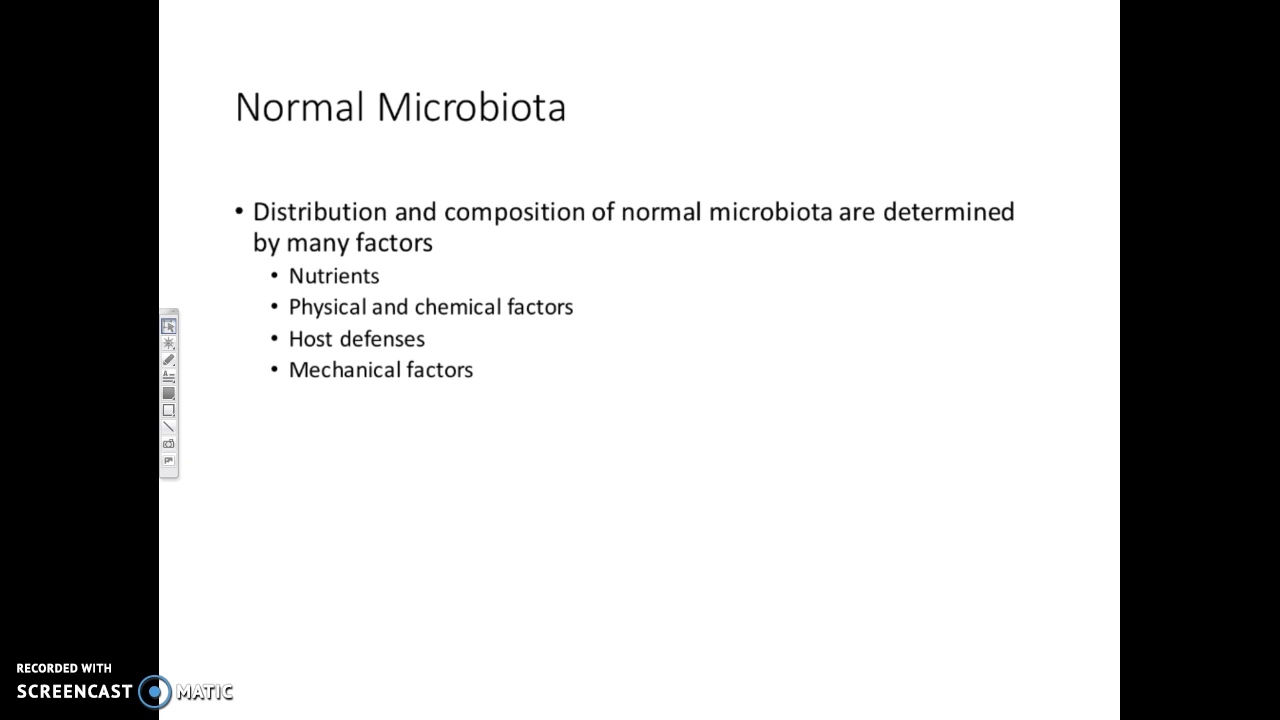 Normal Microbiota
• Distribution and composition of normal microbiota are determined
by many factors
• Nutrients
• Physical and chemical factors
• Host defenses
• Mechanical factors
RECORDED WITH
SCREENCAST MATIC